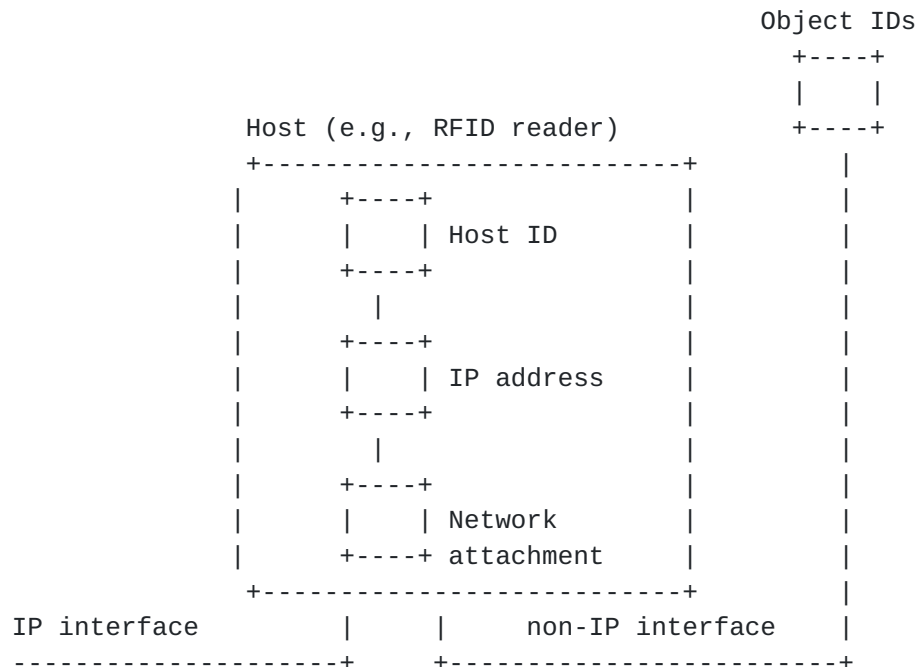 Object IDs
+----+
|    |
Host (e.g., RFID reader)           +----+
+---------------------------+         |
|      +----+                |         |
|      |    | Host ID        |         |
|      +----+                |         |
|        |                   |         |
|      +----+                |         |
|      |    | IP address     |         |
|      +----+                |         |
|        |                   |         |
|      +----+                |         |
|      |    | Network        |         |
|      +----+ attachment     |         |
+---------------------------+         |
IP interface         |     |     non-IP interface    |
---------------------+     +-------------------------+